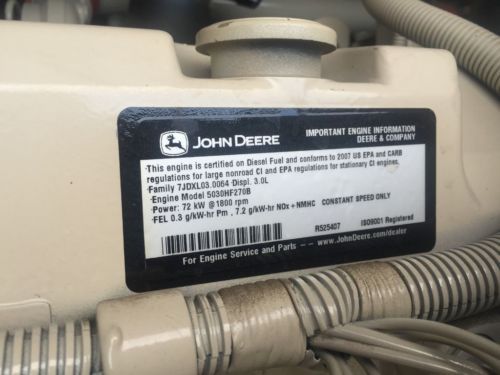 JOHN DEERE
IMPORTANT ENGINE INFORMATION
DEERE & COMPANY
•This engine is certified on Diesel Fuel and conforms to 2007 US EPA and CARB
regulations for large nonroad CI and EPA regulations for stationary CI engines.
•Family 7JDXL03.0064 Displ. 3.0L
•Engine Model 5030HF270B
•Power: 72 kW @ 1800 rpm
•FEL 0.3 g/kW-hr Pm , 7.2 g/kW-hr NOx + NMHC CONSTANT SPEED ONLY
R525407 ISO9001 Registered
For Engine Service and Parts -- www.JohnDeere.com/dealer